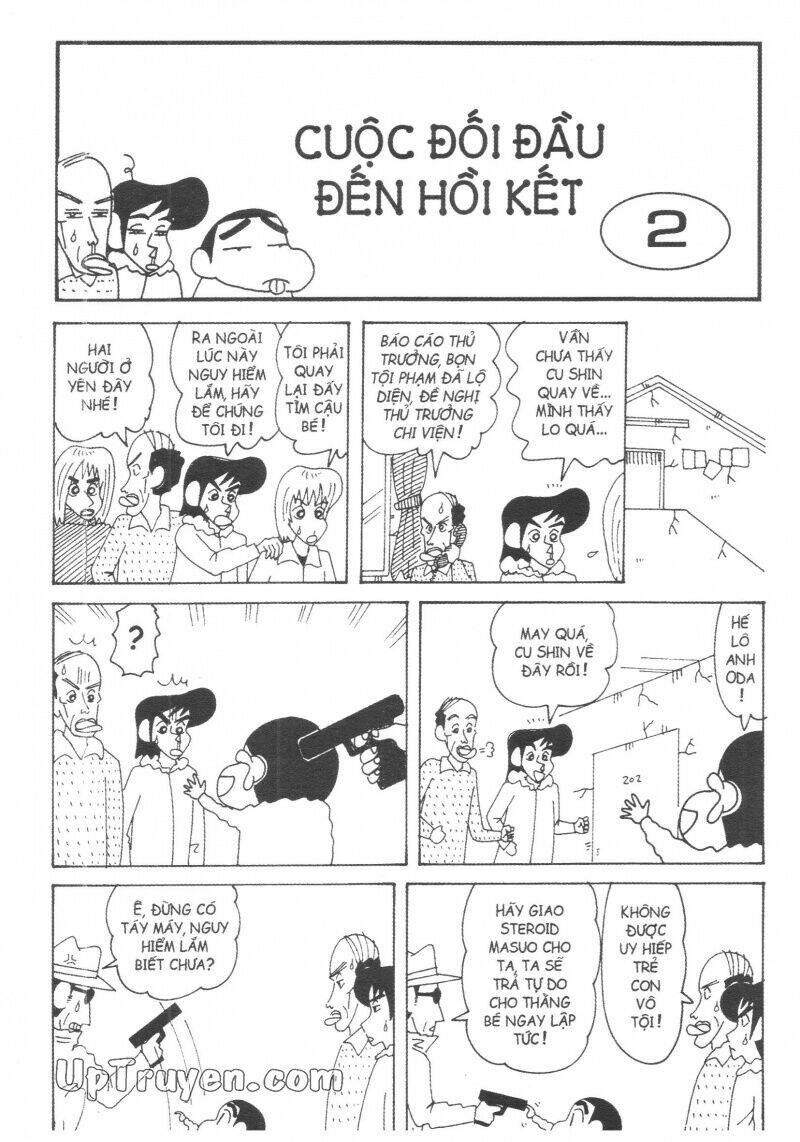 CUỘC ĐỐI ĐẦU
ĐẾN HỒI KẾT
2
VẪN
CHƯA THẤY
CU SHIN
QUAY VỀ...
MÌNH THẤY
LO QUÁ...
BÁO CÁO THỦ
TRƯỞNG, BỌN
TỘI PHẠM ĐÃ LỘ
DIỆN, ĐỀ NGHỊ
THỦ TRƯỞNG
CHI VIỆN!
TÔI PHẢI
QUAY
LẠI ĐẤY
TÌM CẬU
BÉ!
RA NGOÀI
LÚC NÀY
NGUY HIỂM
LẮM, HÃY
ĐỂ CHÚNG
TÔI ĐI!
HAI
NGƯỜI Ở
YÊN ĐÂY
NHÉ!
HẾ
LÔ
ANH
ODA!
MAY QUÁ,
CU SHIN VỀ
ĐÂY RỒI!
202
?
KHÔNG
ĐƯỢC
UY HIẾP
TRẺ
CON
VÔ
TỘI!
HÃY GIAO
STEROID
MASUO CHO
TA, TA SẼ
TRẢ TỰ DO
CHO THẰNG
BÉ NGAY LẬP
TỨC!
Ê, ĐỪNG CÓ
TÁY MÁY, NGUY
HIỂM LẮM
BIẾT CHƯA?
UPTRUYEN.COM